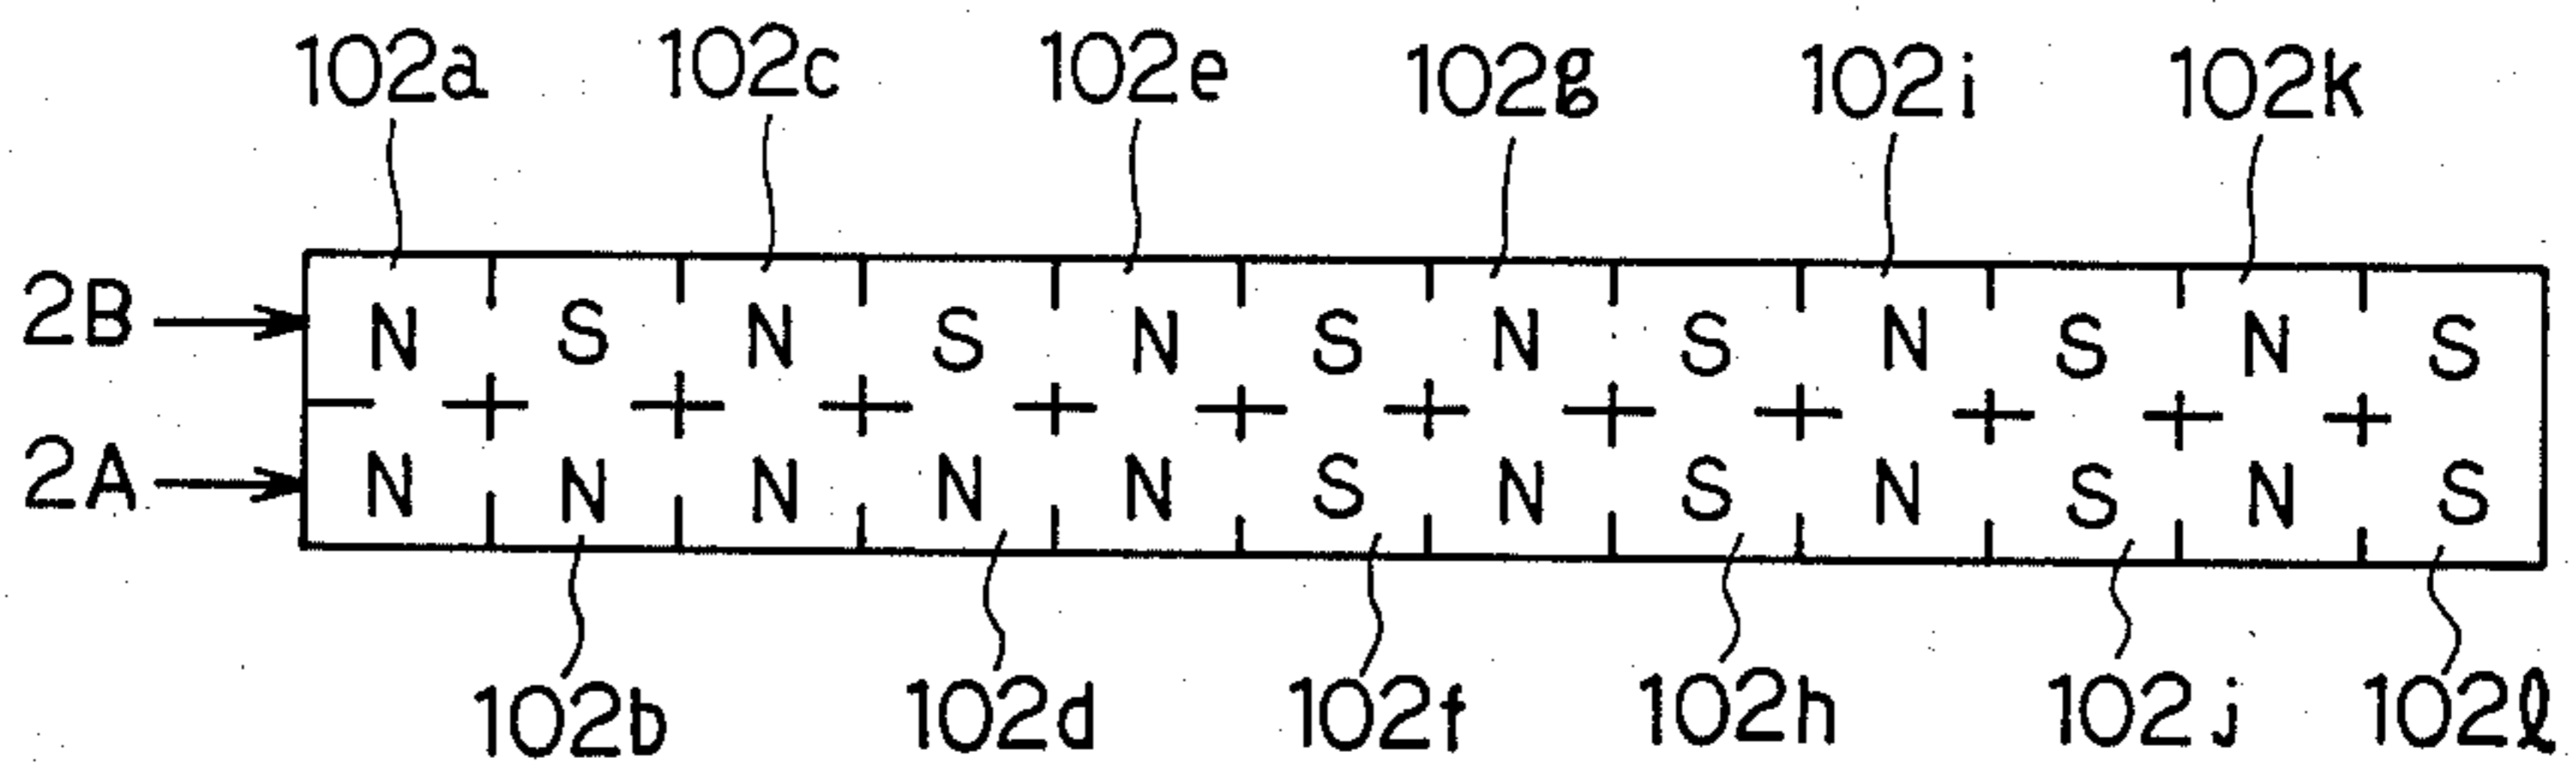 102a 102c 102e 102g 102i 102k
2B N S N S N S N S N S N S
2A N N N N N S N S N S N S
102b 102d 102f 102h 102j 102l